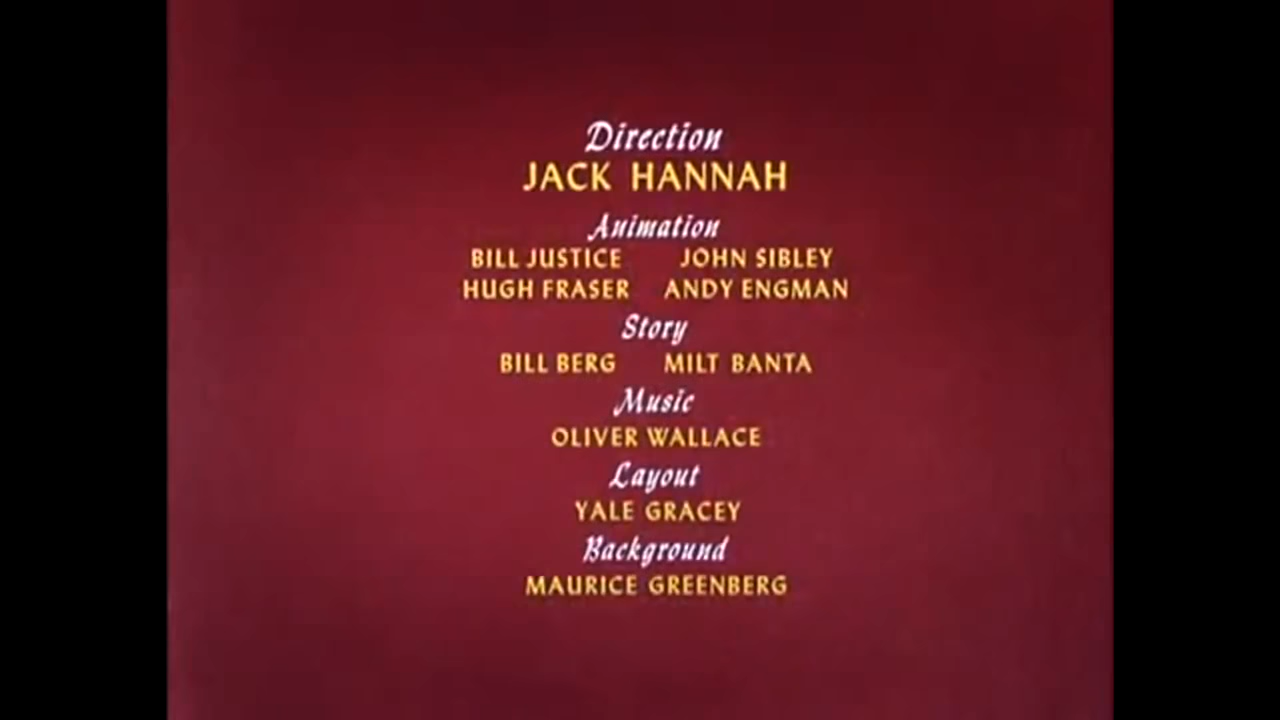 Direction
JACK HANNAH
Animation
BILL JUSTICE JOHN SIBLEY
HUGH FRASER ANDY ENGMAN
Story
BILL BERG MILT BANTA
Music
OLIVER WALLACE
Layout
YALE GRACEY
Background
MAURICE GREENBERG